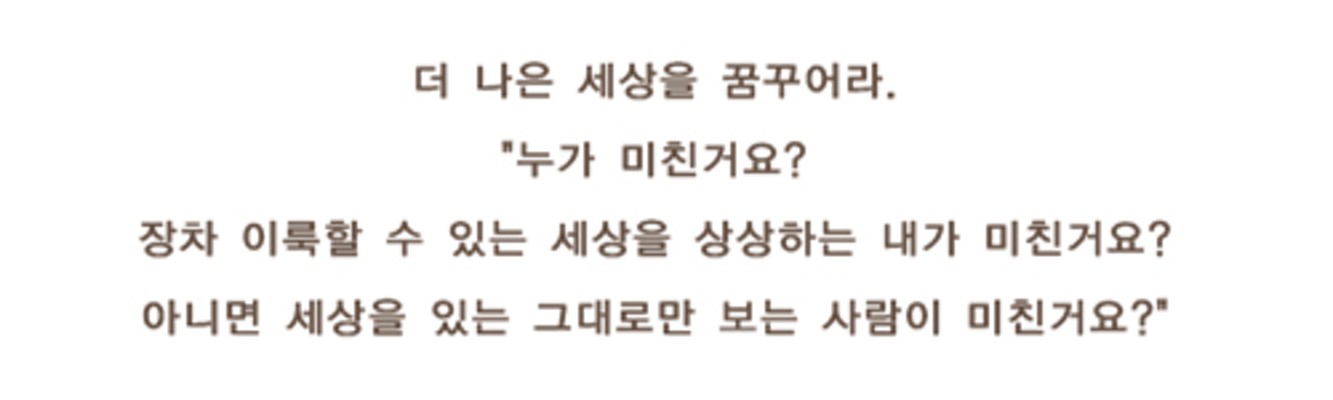 더 나은 세상을 꿈꾸어라.
"누가 미친거요?
장차 이룩할 수 있는 세상을 상상하는 내가 미친거요?
아니면 세상을 있는 그대로만 보는 사람이 미친거요?"